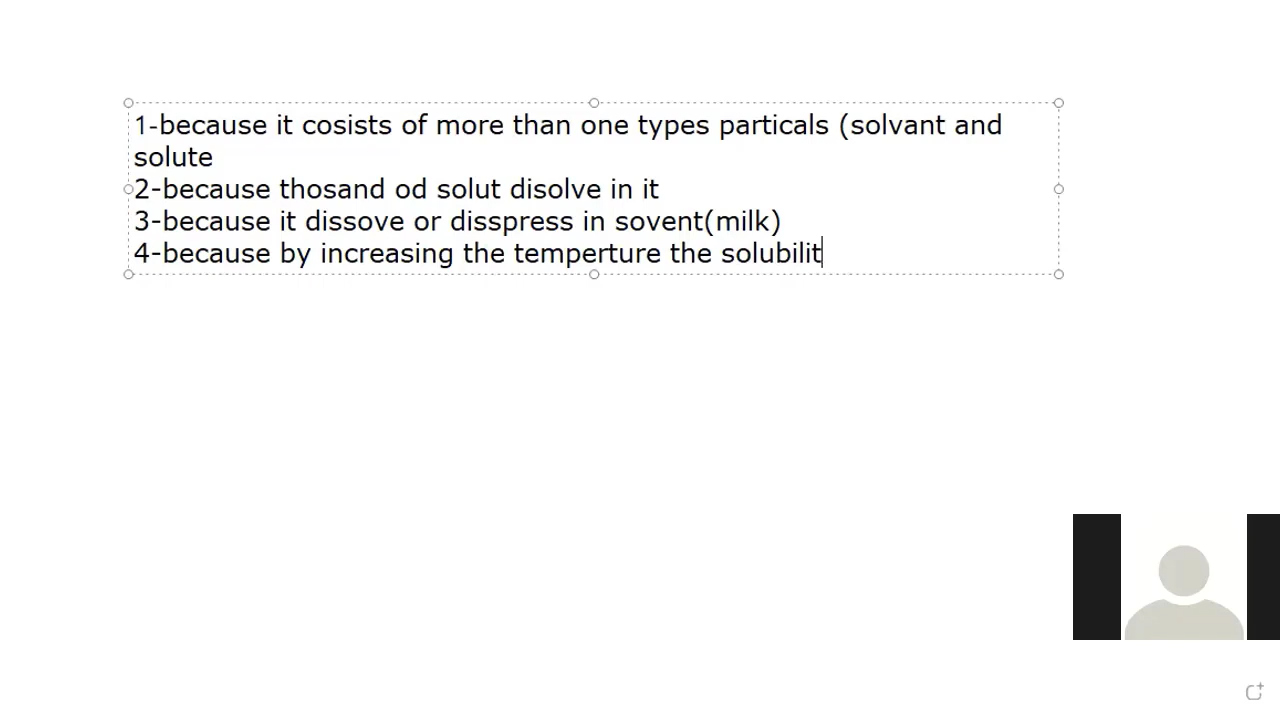 1-because it cosists of more than one types particals (solvant and
solute
2-because thosand od solut disolve in it
3-because it dissove or disspress in sovent(milk)
4-because by increasing the temperture the solubilit